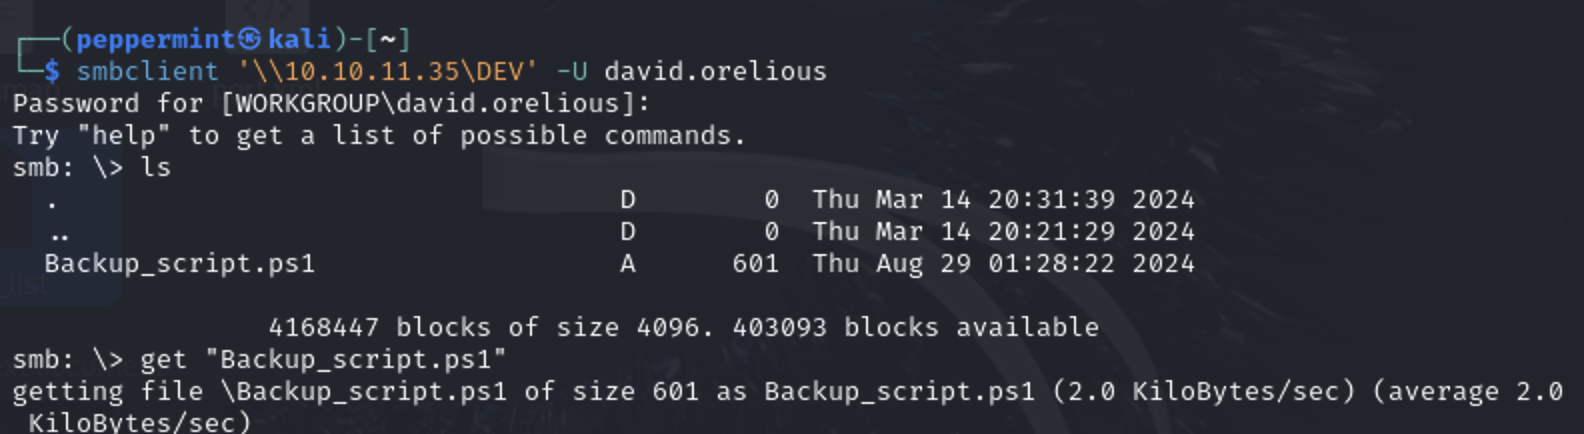 ┌──(peppermint㉿kali)-[~]
└─$ smbclient '\\10.10.11.35\DEV' -U david.orelious
Password for [WORKGROUP\david.orelious]:
Try "help" to get a list of possible commands.
smb: \> ls
  .                                   D        0  Thu Mar 14 20:31:39 2024
  ..                                  D        0  Thu Mar 14 20:21:29 2024
  Backup_script.ps1                   A      601  Thu Aug 29 01:28:22 2024
                4168447 blocks of size 4096. 403093 blocks available
smb: \> get "Backup_script.ps1"
getting file \Backup_script.ps1 of size 601 as Backup_script.ps1 (2.0 KiloBytes/sec) (average 2.0
 KiloBytes/sec)